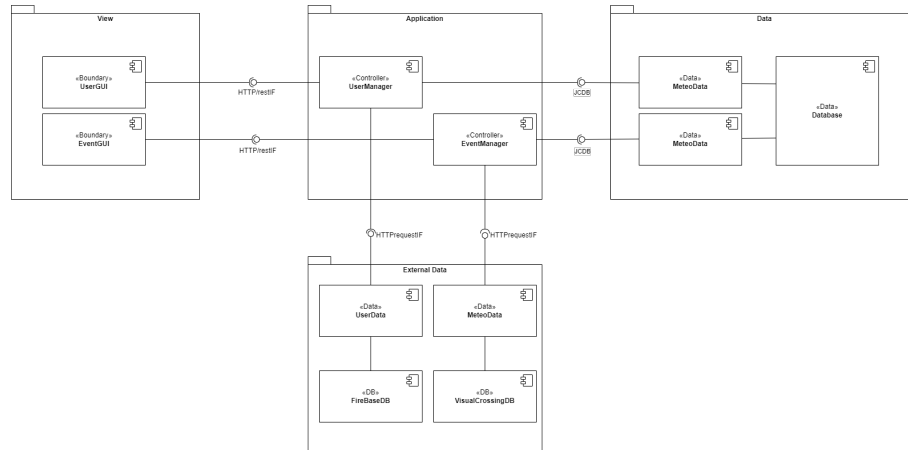 View
Application
Data
«Boundary»
UserGUI
HTTP/restIF
«Controller»
UserManager
JCDB
«Data»
MeteoData
«Data»
Database
«Boundary»
EventGUI
HTTP/restIF
«Controller»
EventManager
JCDB
«Data»
MeteoData
HTTPrequestIF
HTTPrequestIF
External Data
«Data»
UserData
«Data»
MeteoData
«DB»
FireBaseDB
«DB»
VisualCrossingDB